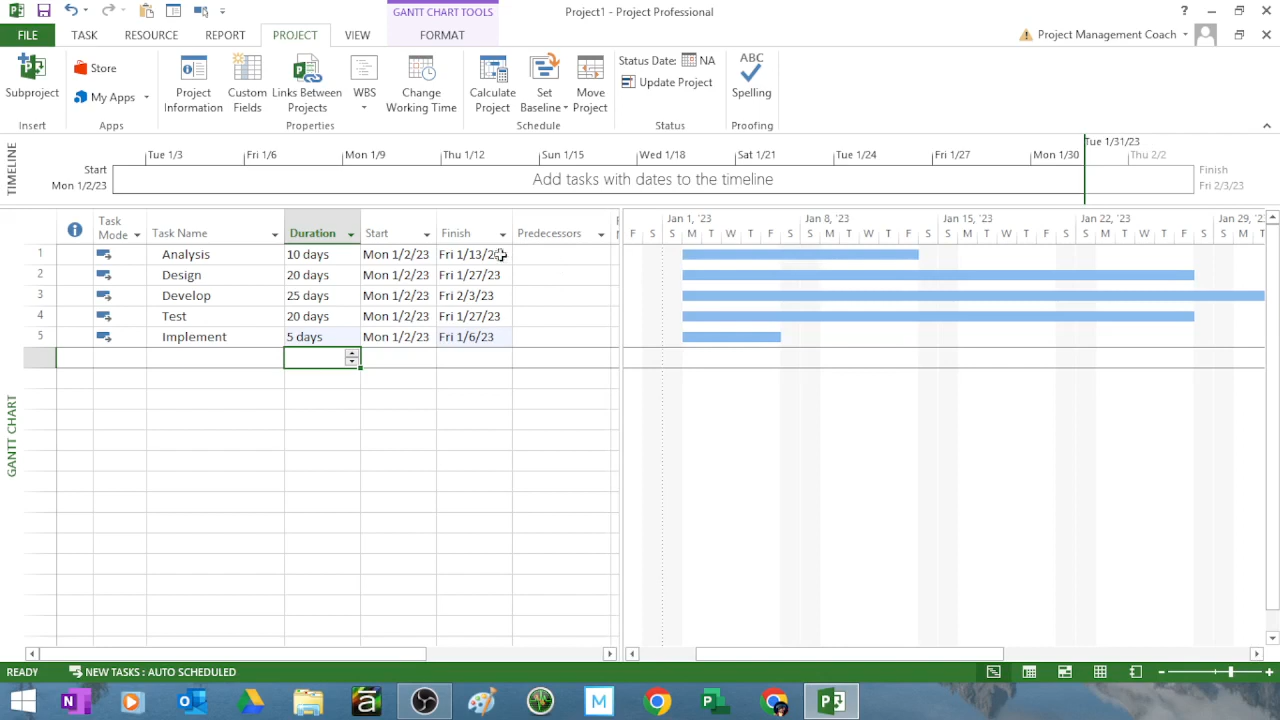 GANTT CHART TOOLS
Project1 - Project Professional
?
FILE
TASK
RESOURCE
REPORT
PROJECT
VIEW
FORMAT
Project Management Coach
Subproject
Store
My Apps
Project Information
Custom Fields
Links Between Projects
WBS
Change Working Time
Calculate Project
Set Baseline
Move Project
Status Date: NA
Update Project
ABC
Spelling
Insert
Apps
Properties
Schedule
Status
Proofing
TIMELINE
Tue 1/31/23
Tue 1/3 Fri 1/6 Mon 1/9 Thu 1/12 Sun 1/15 Wed 1/18 Sat 1/21 Tue 1/24 Fri 1/27 Mon 1/30 Thu 2/2
Start
Mon 1/2/23
Add tasks with dates to the timeline
Finish
Fri 2/3/23
Task Mode Task Name Duration Start Finish Predecessors
Jan 1, '23 Jan 8, '23 Jan 15, '23 Jan 22, '23 Jan 29, '23
F S S M T W T F S S M T W T F S S M T W T F S S M T W T F S S M T
1 Analysis 10 days Mon 1/2/23 Fri 1/13/23
2 Design 20 days Mon 1/2/23 Fri 1/27/23
3 Develop 25 days Mon 1/2/23 Fri 2/3/23
4 Test 20 days Mon 1/2/23 Fri 1/27/23
5 Implement 5 days Mon 1/2/23 Fri 1/6/23
GANTT CHART
READY
NEW TASKS : AUTO SCHEDULED